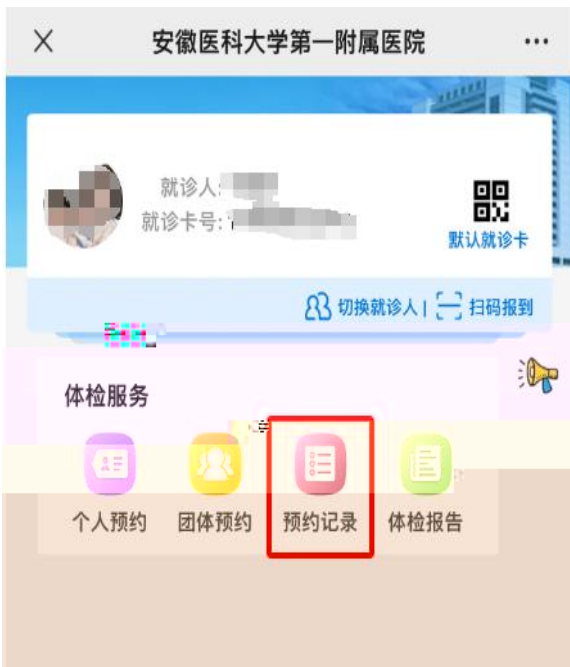 安徽医科大学第一附属医院
就诊人:
就诊卡号:
默认就诊卡
切换就诊人 | 扫码报到
体检服务
个人预约 团体预约 预约记录 体检报告